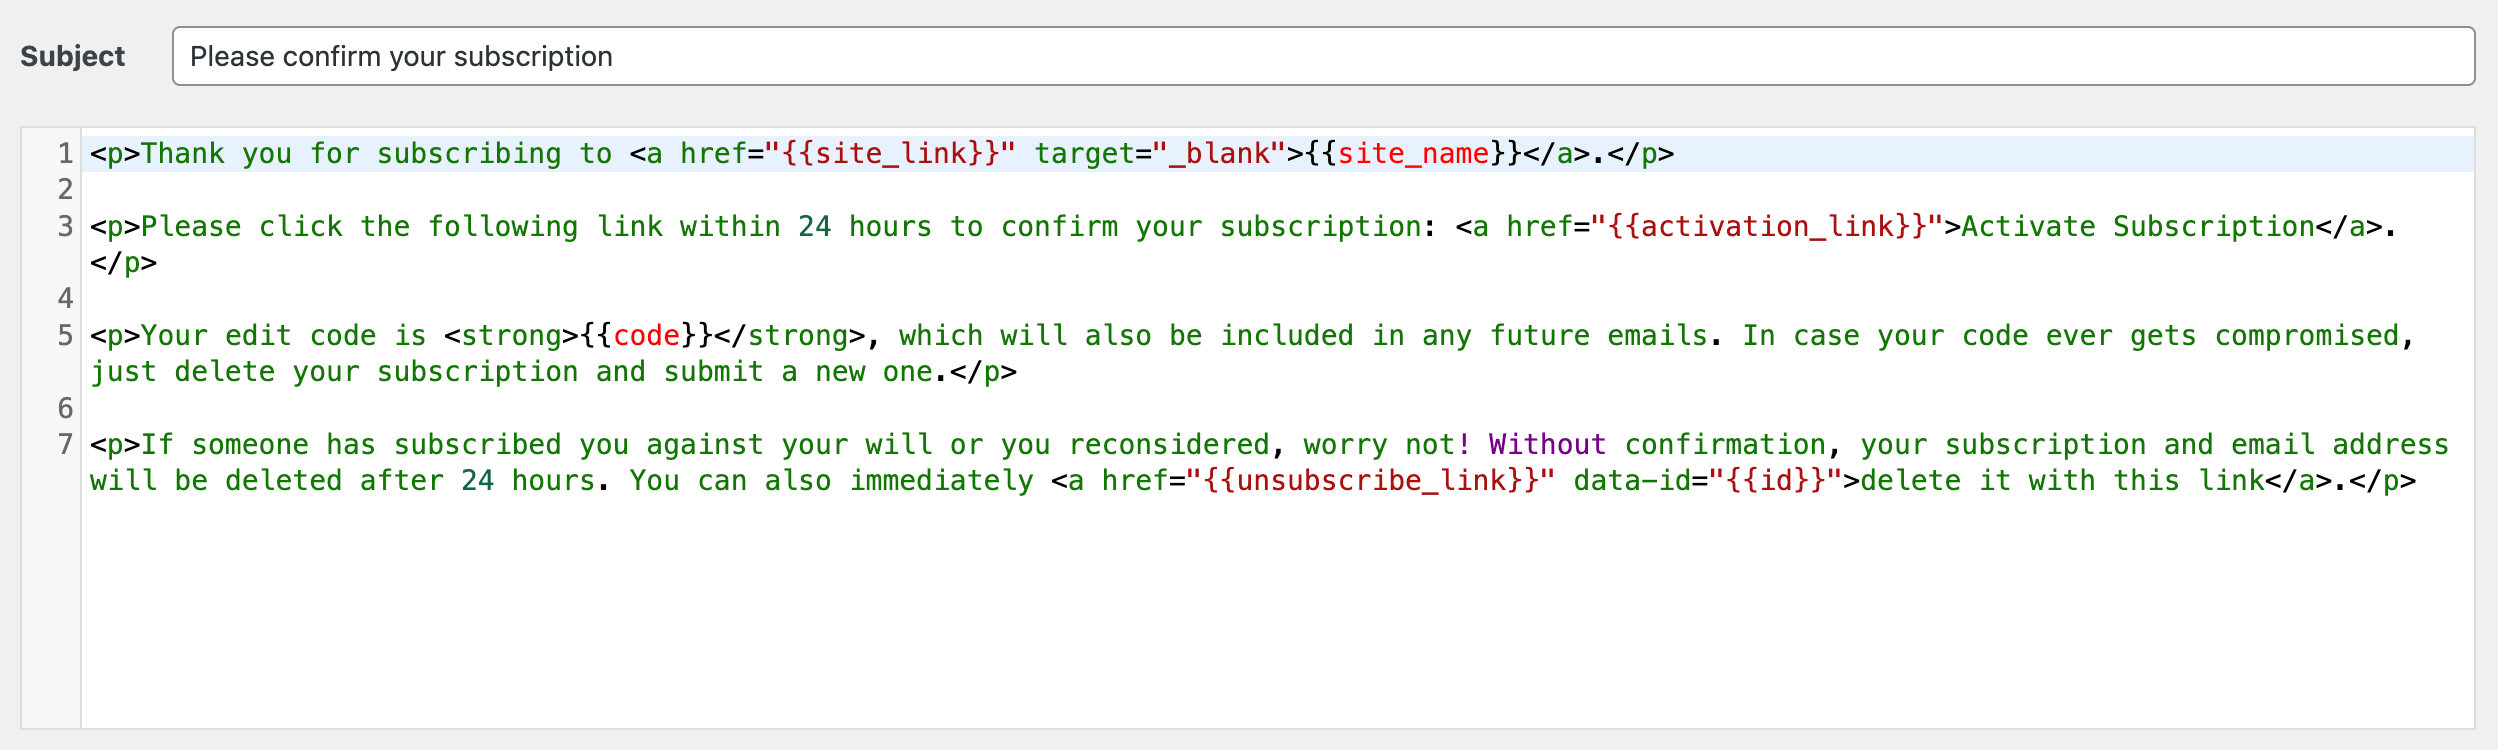 Subject
Please confirm your subscription
1 <p>Thank you for subscribing to <a href="{{site_link}}" target="_blank">{{site_name}}</a>.</p>
2
3 <p>Please click the following link within 24 hours to confirm your subscription: <a href="{{activation_link}}">Activate Subscription</a>.
</p>
4
5 <p>Your edit code is <strong>{{code}}</strong>, which will also be included in any future emails. In case your code ever gets compromised,
just delete your subscription and submit a new one.</p>
6
7 <p>If someone has subscribed you against your will or you reconsidered, worry not! Without confirmation, your subscription and email address
will be deleted after 24 hours. You can also immediately <a href="{{unsubscribe_link}}" data-id="{{id}}">delete it with this link</a>.</p>